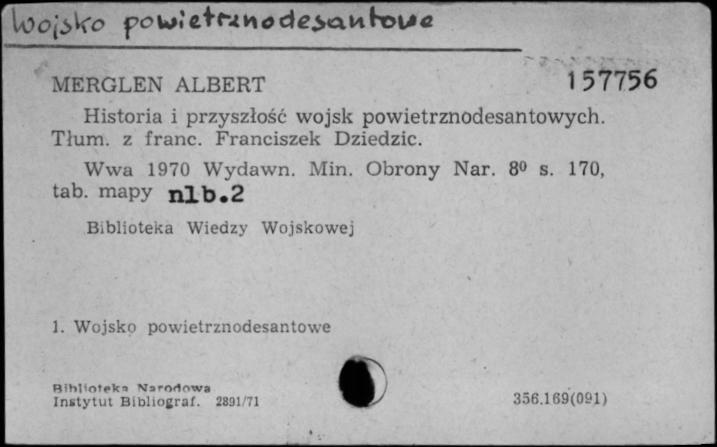 Wojsko powietrznodesantowe
MERGLEN ALBERT 157756
Historia i przyszłość wojsk powietrznodesantowych.
Tłum. z franc. Franciszek Dziedzic.
Wwa 1970 Wydawn. Min. Obrony Nar. 8⁰ s. 170,
tab. mapy nlb.2
Biblioteka Wiedzy Wojskowej
1. Wojsko powietrznodesantowe
Biblioteka Narodowa
Instytut Bibliograf. 2891/71 356.169(091)